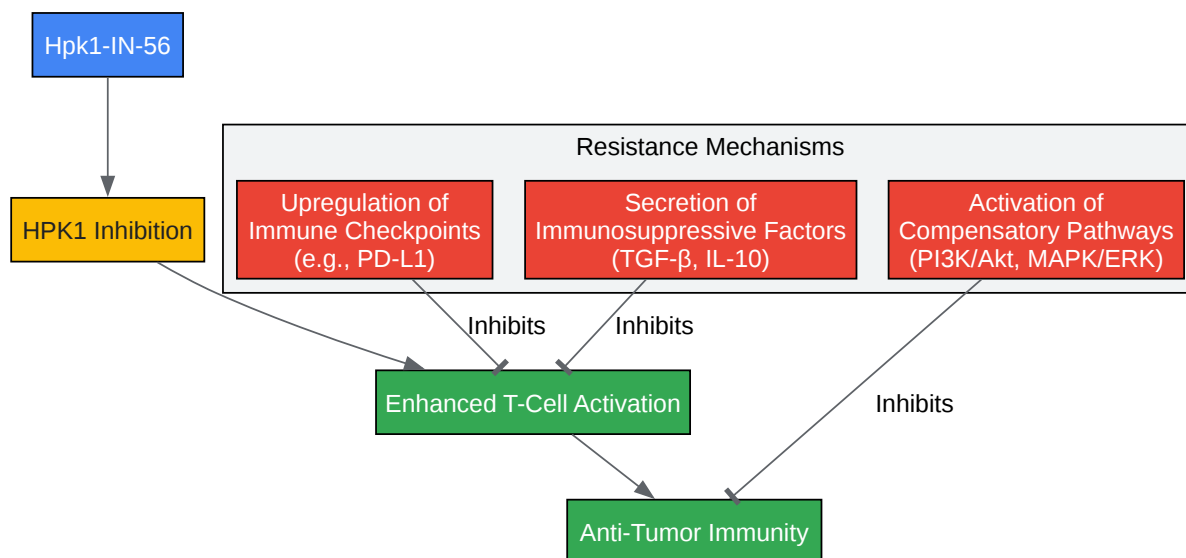 Hpk1-IN-56
Resistance Mechanisms
HPK1 Inhibition
Upregulation of
Immune Checkpoints
(e.g., PD-L1)
Secretion of
Immunosuppressive Factors
(TGF-β, IL-10)
Activation of
Compensatory Pathways
(PI3K/Akt, MAPK/ERK)
Inhibits
Inhibits
Enhanced T-Cell Activation
Inhibits
Anti-Tumor Immunity